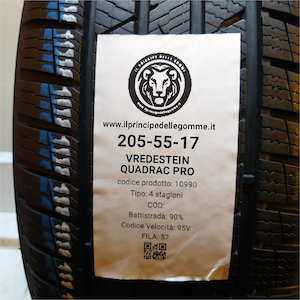 IL PRINCIPE DELLE GOMME
www.ilprincipedellegomme.it
205-55-17
VREDESTEIN
QUADRAC PRO
codice prodotto: 10990
Tipo: 4 stagioni
COD:
Battistrada: 90%
Codice Velocità: 95V
FILA: 57